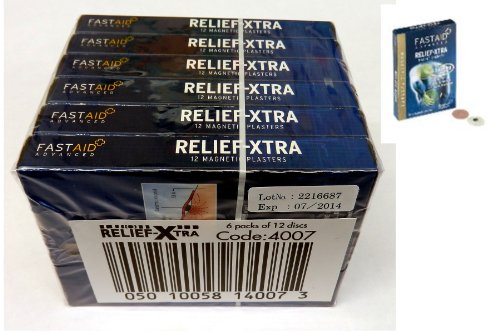 FASTAID
ADVANCED
RELIEF-XTRA
12 MAGNETIC PLASTERS
FASTAID
ADVANCED
RELIEF-XTRA
12 MAGNETIC PLASTERS
FASTAID
ADVANCED
RELIEF-XTRA
12 MAGNETIC PLASTERS
FASTAID
ADVANCED
RELIEF-XTRA
12 MAGNETIC PLASTERS
FASTAID
ADVANCED
RELIEF-XTRA
12 MAGNETIC PLASTERS
FASTAID
ADVANCED
RELIEF-XTRA
12 MAGNETIC PLASTERS
LotNo : 2216687
Exp : 07/2014
6 packs of 12 discs
RELIEF-XTRA
Code:4007
050 10058 14007 3
FASTAID
ADVANCED
RELIEF-XTRA